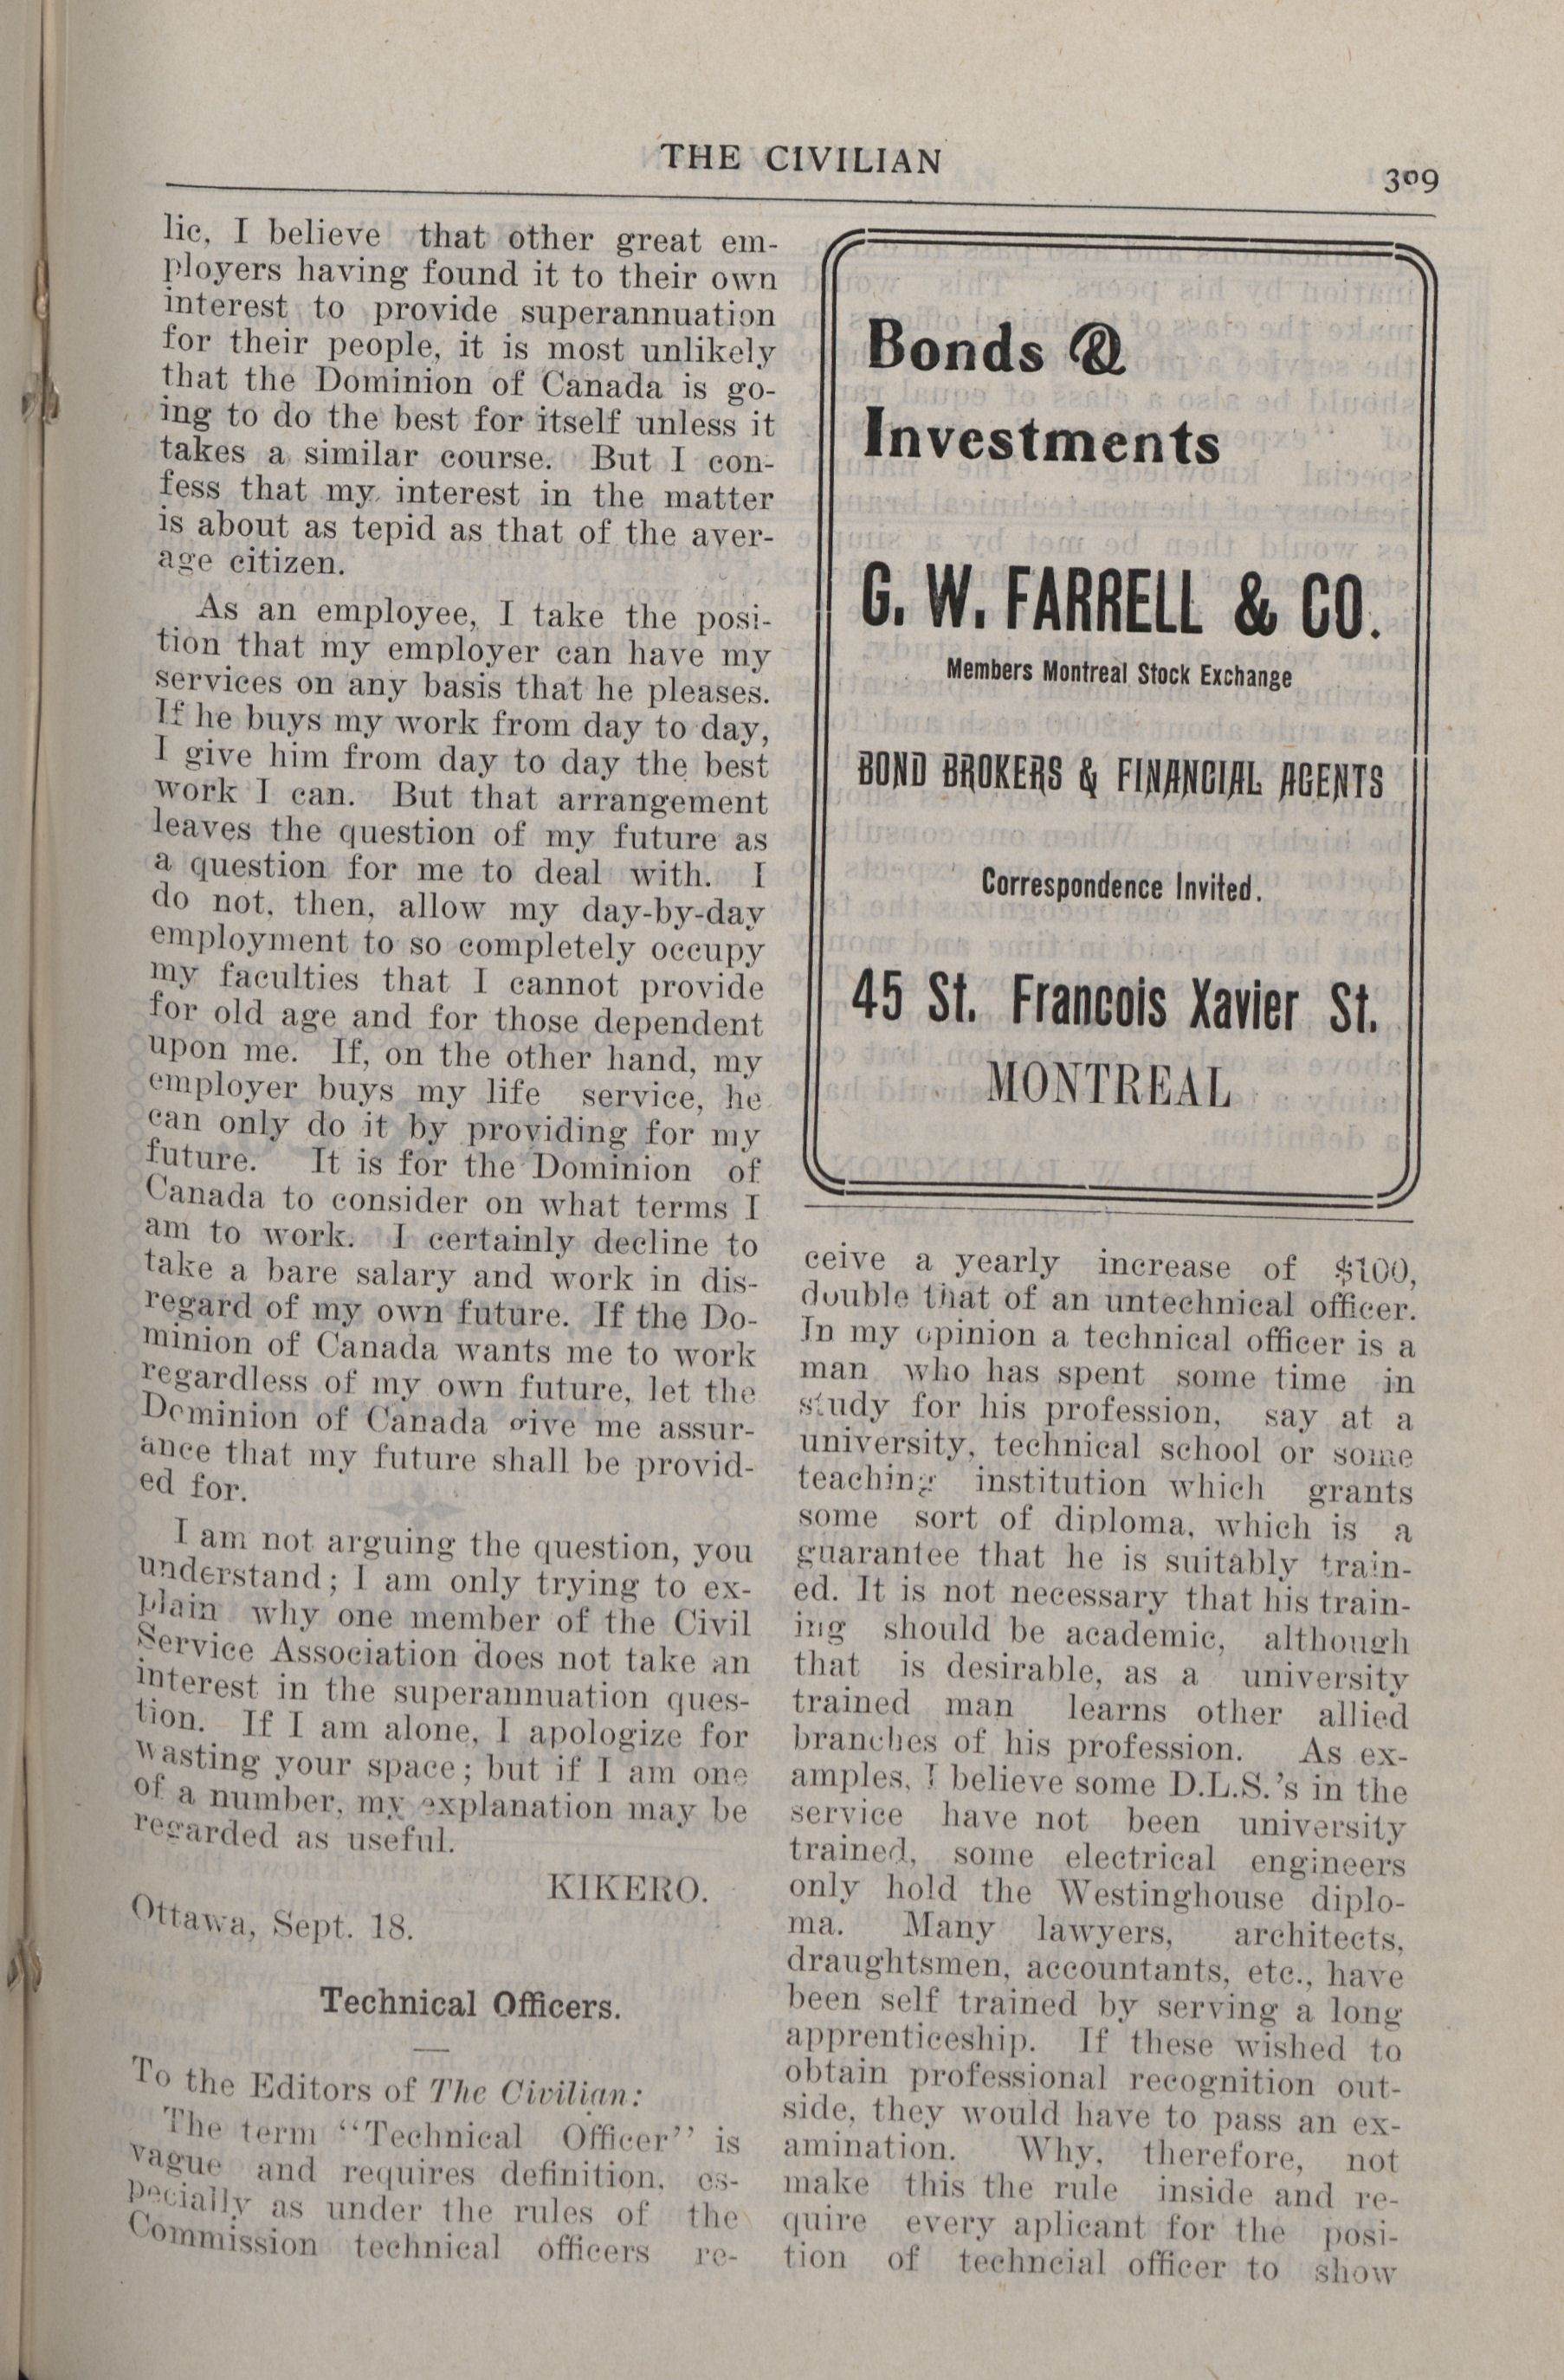 THE CIVILIAN
309
lic, I believe that other great em-
ployers having found it to their own
interest to provide superannuation
for their people, it is most unlikely
that the Dominion of Canada is go-
ing to do the best for itself unless it
takes a similar course. But I con-
fess that my interest in the matter
is about as tepid as that of the aver-
age citizen.
As an employee, I take the posi-
tion that my employer can have my
services on any basis that he pleases.
If he buys my work from day to day,
I give him from day to day the best
work I can. But that arrangement
leaves the question of my future as
a question for me to deal with. I
do not, then, allow my day-by-day
employment to so completely occupy
my faculties that I cannot provide
for old age and for those dependent
upon me. If, on the other hand, my
employer buys my life service, he
can only do it by providing for my
future. It is for the Dominion of
Canada to consider on what terms I
am to work. I certainly decline to
take a bare salary and work in dis-
regard of my own future. If the Do-
minion of Canada wants me to work
regardless of my own future, let the
Dominion of Canada give me assur-
ance that my future shall be provid-
ed for.
I am not arguing the question, you
understand; I am only trying to ex-
plain why one member of the Civil
Service Association does not take an
interest in the superannuation ques-
tion. If I am alone, I apologize for
wasting your space; but if I am one
of a number, my explanation may be
regarded as useful.
KIKERO.
Ottawa, Sept. 18.
Technical Officers.
To the Editors of The Civilian:
The term "Technical Officer" is
vague and requires definition, es-
pecially as under the rules of the
Commission technical officers re-
Bonds &
Investments
G. W. FARRELL & CO.
Members Montreal Stock Exchange
BOND BROKERS & FINANCIAL AGENTS
Correspondence Invited.
45 St. Francois Xavier St.
MONTREAL
ceive a yearly increase of $100,
double that of an untechnical officer.
In my opinion a technical officer is a
man who has spent some time in
study for his profession, say at a
university, technical school or some
teaching institution which grants
some sort of diploma, which is a
guarantee that he is suitably train-
ed. It is not necessary that his train-
ing should be academic, although
that is desirable, as a university
trained man learns other allied
branches of his profession. As ex-
amples, I believe some D.L.S.'s in the
service have not been university
trained, some electrical engineers
only hold the Westinghouse diplo-
ma. Many lawyers, architects,
draughtsmen, accountants, etc., have
been self trained by serving a long
apprenticeship. If these wished to
obtain professional recognition out-
side, they would have to pass an ex-
amination. Why, therefore, not
make this the rule inside and re-
quire every aplicant for the posi-
tion of techncial officer to show